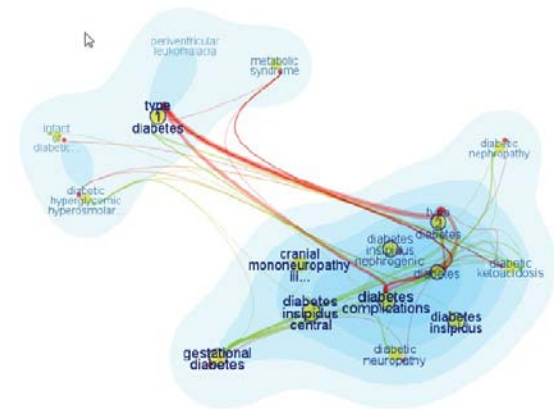 periventricular
leukomalacia
metabolic
syndrome
type
1
diabetes
infant
diabetic...
diabetic
hyperglycemic
hyperosmolar...
diabetic
nephropathy
type
2
diabetes
diabetes
insipidus
nephrogenic
cranial
mononeuropathy
III...
diabetes
diabetic
ketoacidosis
diabetes
complications
diabetes
insipidus
central
diabetes
insipidus
gestational
diabetes
diabetic
neuropathy